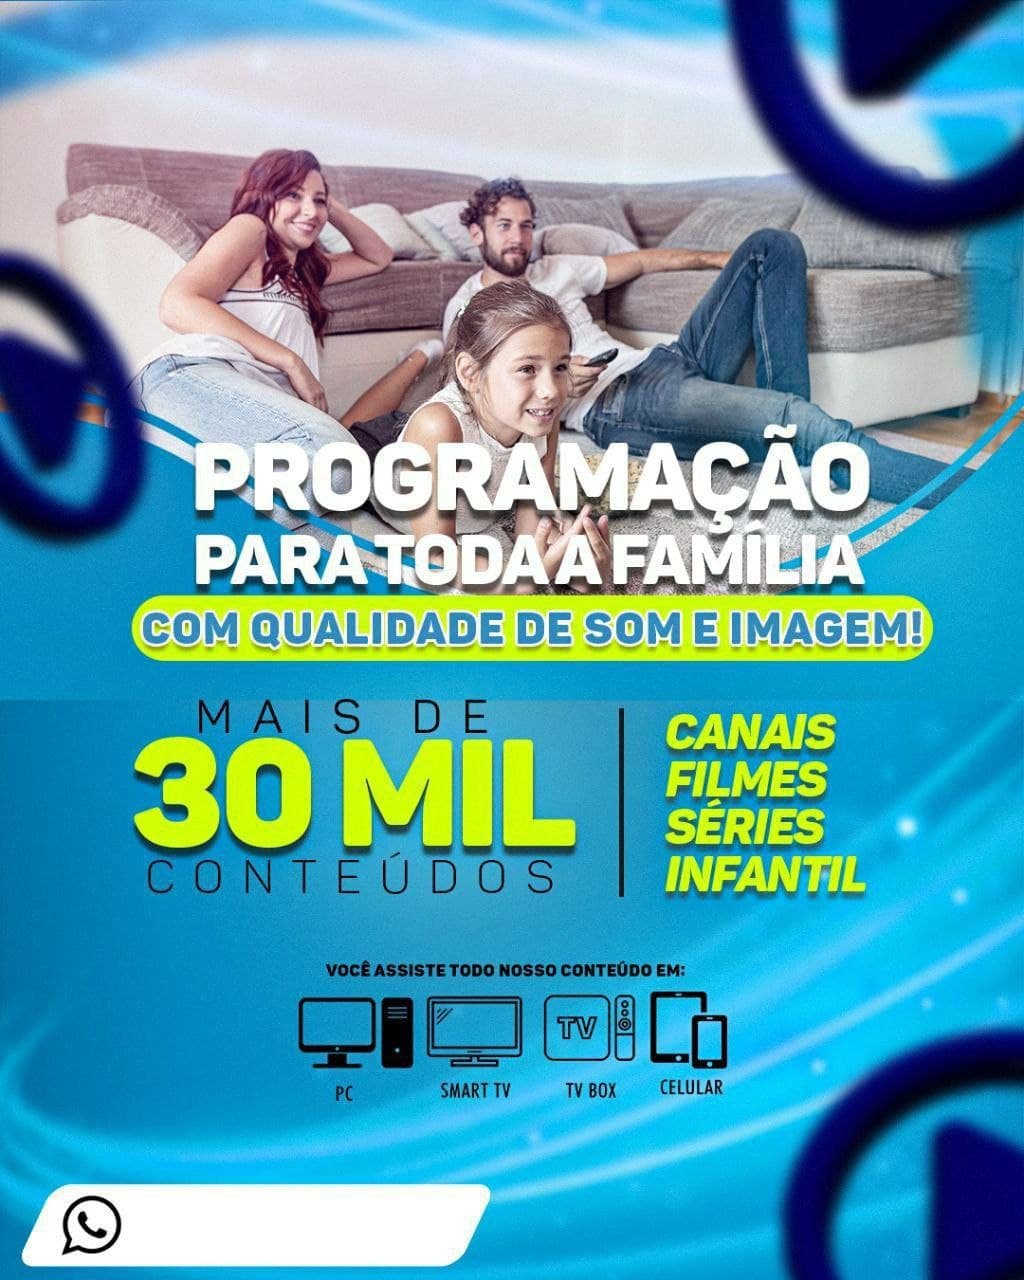 PROGRAMAÇÃO
PARA TODA A FAMÍLIA
COM QUALIDADE DE SOM E IMAGEM!
MAIS DE
30 MIL
CONTEÚDOS
CANAIS
FILMES
SÉRIES
INFANTIL
VOCÊ ASSISTE TODO NOSSO CONTEÚDO EM:
TV
PC
SMART TV
TV BOX
CELULAR